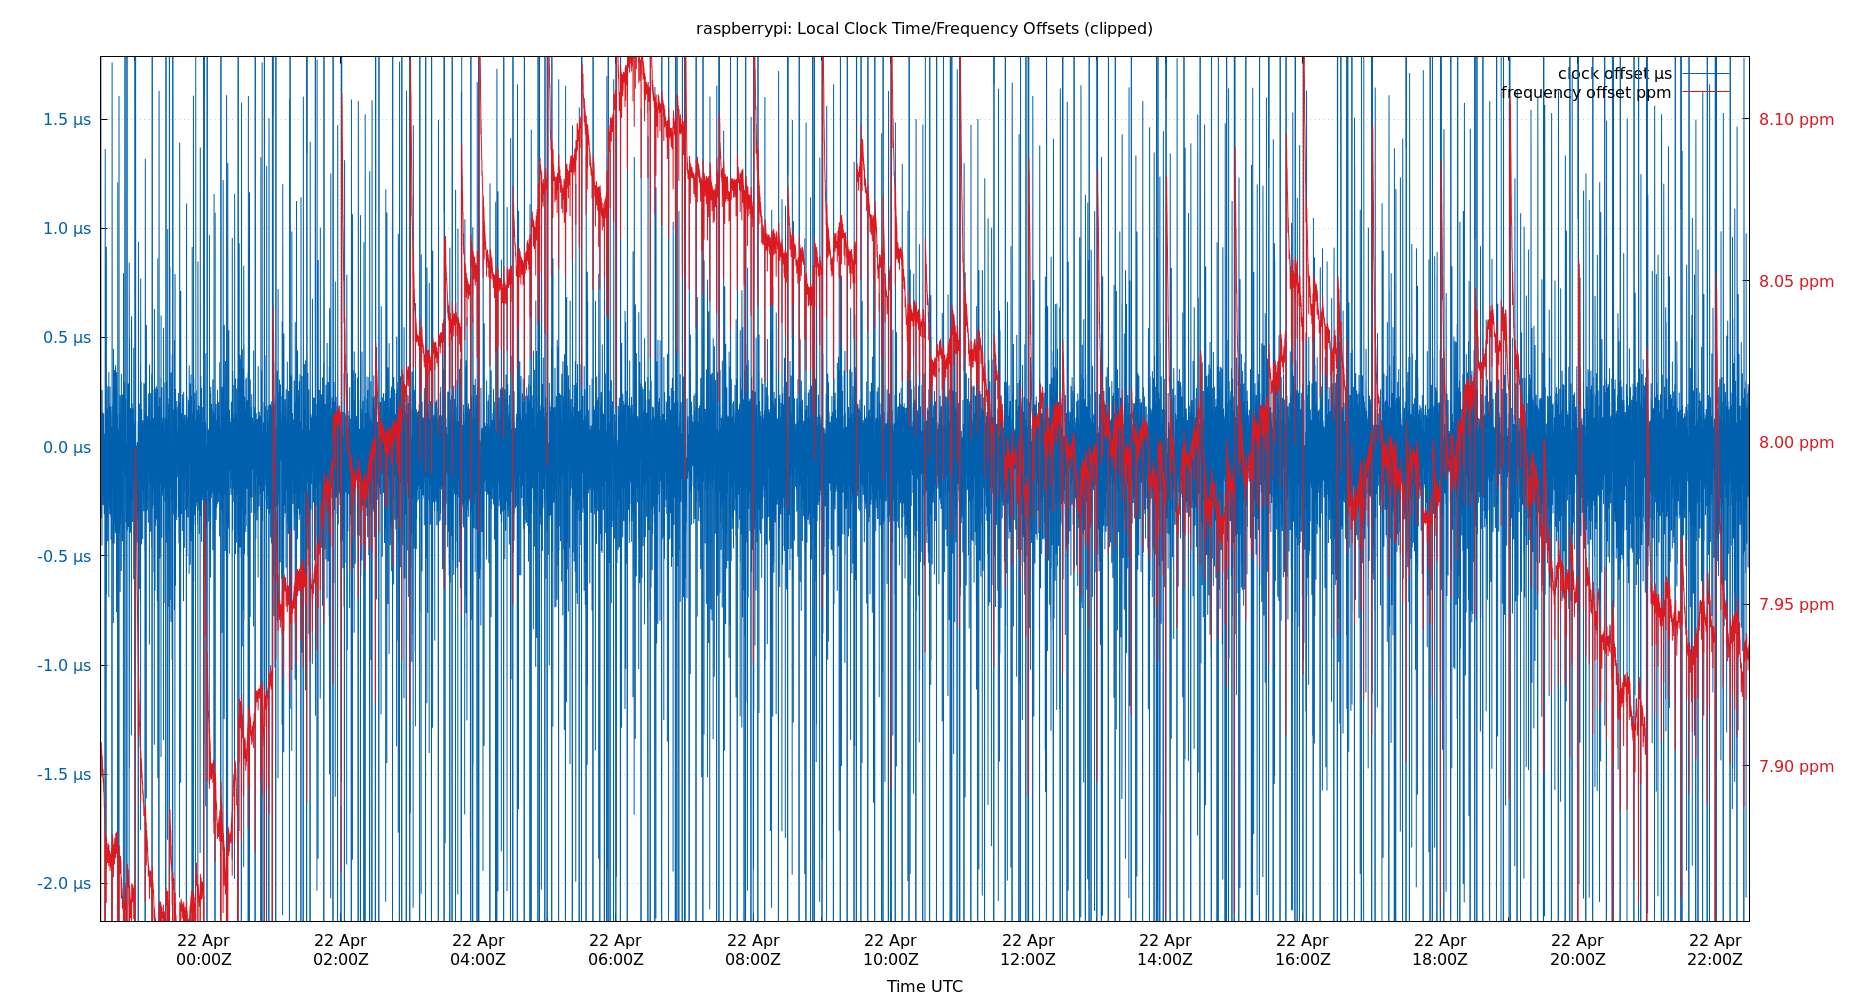 raspberrypi: Local Clock Time/Frequency Offsets (clipped)
clock offset µs
frequency offset ppm
1.5 µs
1.0 µs
0.5 µs
0.0 µs
-0.5 µs
-1.0 µs
-1.5 µs
-2.0 µs
8.10 ppm
8.05 ppm
8.00 ppm
7.95 ppm
7.90 ppm
22 Apr 22 Apr 22 Apr 22 Apr 22 Apr 22 Apr 22 Apr 22 Apr 22 Apr 22 Apr 22 Apr 22 Apr
00:00Z 02:00Z 04:00Z 06:00Z 08:00Z 10:00Z 12:00Z 14:00Z 16:00Z 18:00Z 20:00Z 22:00Z
Time UTC